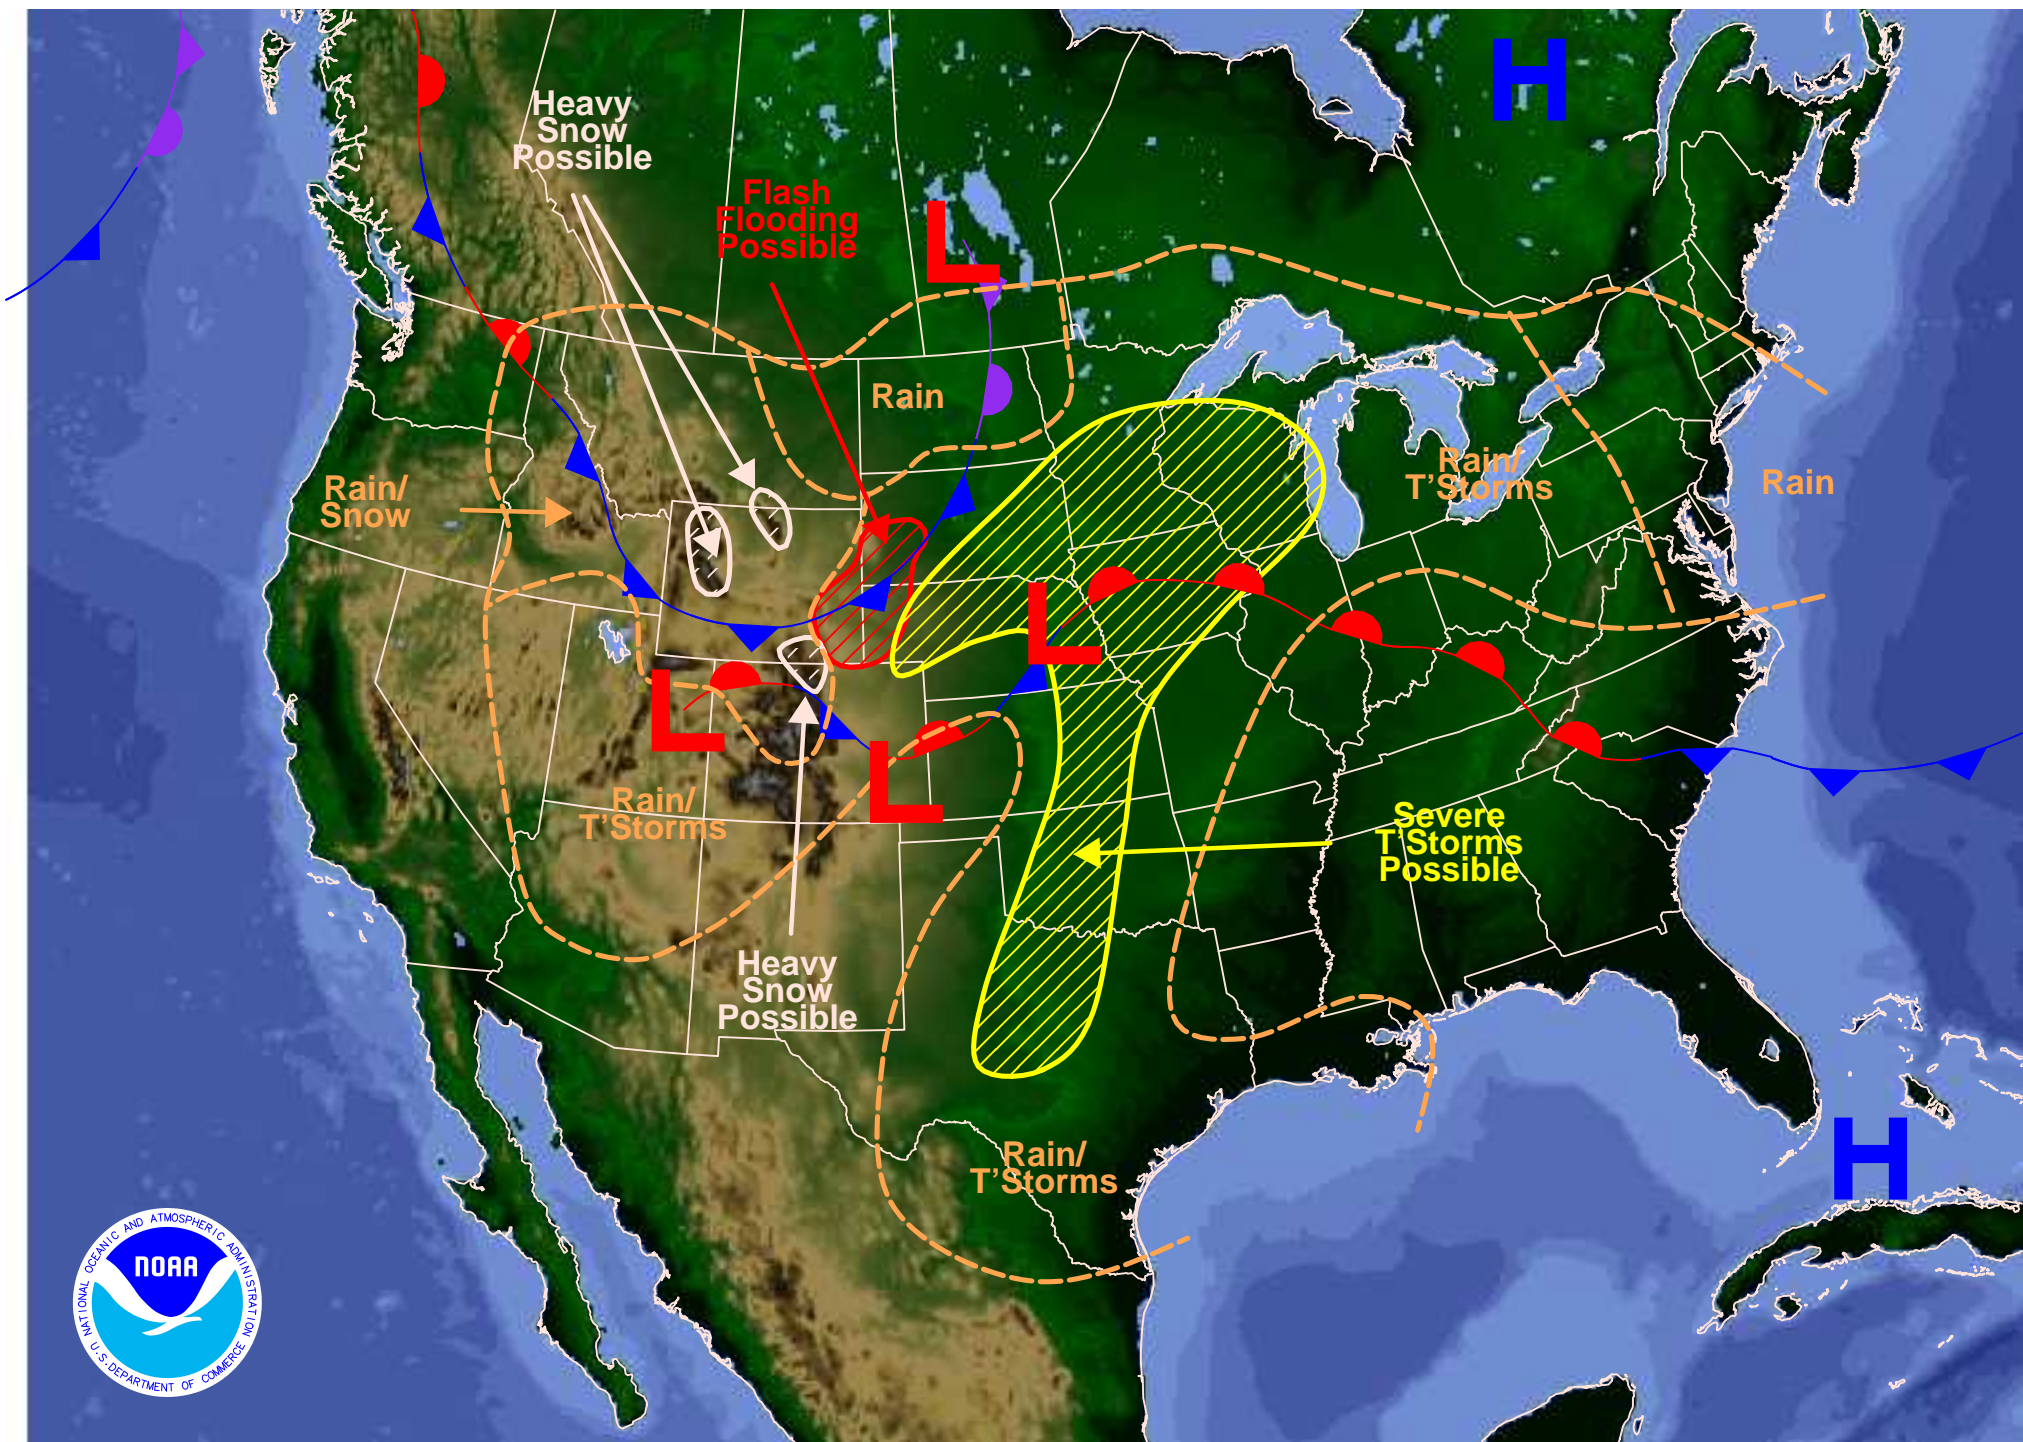 H
Heavy
Snow
Possible
Flash
Flooding
Possible
L
Rain
Rain/
T'Storms
Rain
Rain/
Snow
L
L
L
Rain/
T'Storms
Severe
T'Storms
Possible
Heavy
Snow
Possible
Rain/
T'Storms
H
NATIONAL OCEANIC AND ATMOSPHERIC ADMINISTRATION
NOAA
U.S. DEPARTMENT OF COMMERCE